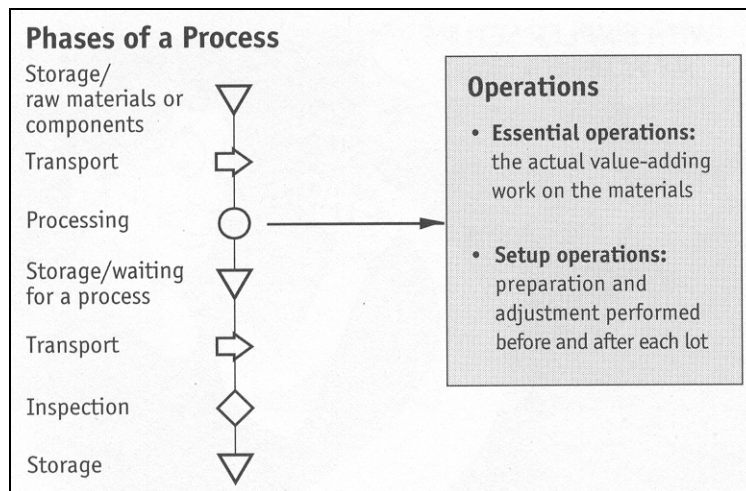 Phases of a Process
Storage/
raw materials or
components
Transport
Processing
Storage/waiting
for a process
Transport
Inspection
Storage
Operations
• Essential operations:
the actual value-adding
work on the materials
• Setup operations:
preparation and
adjustment performed
before and after each lot